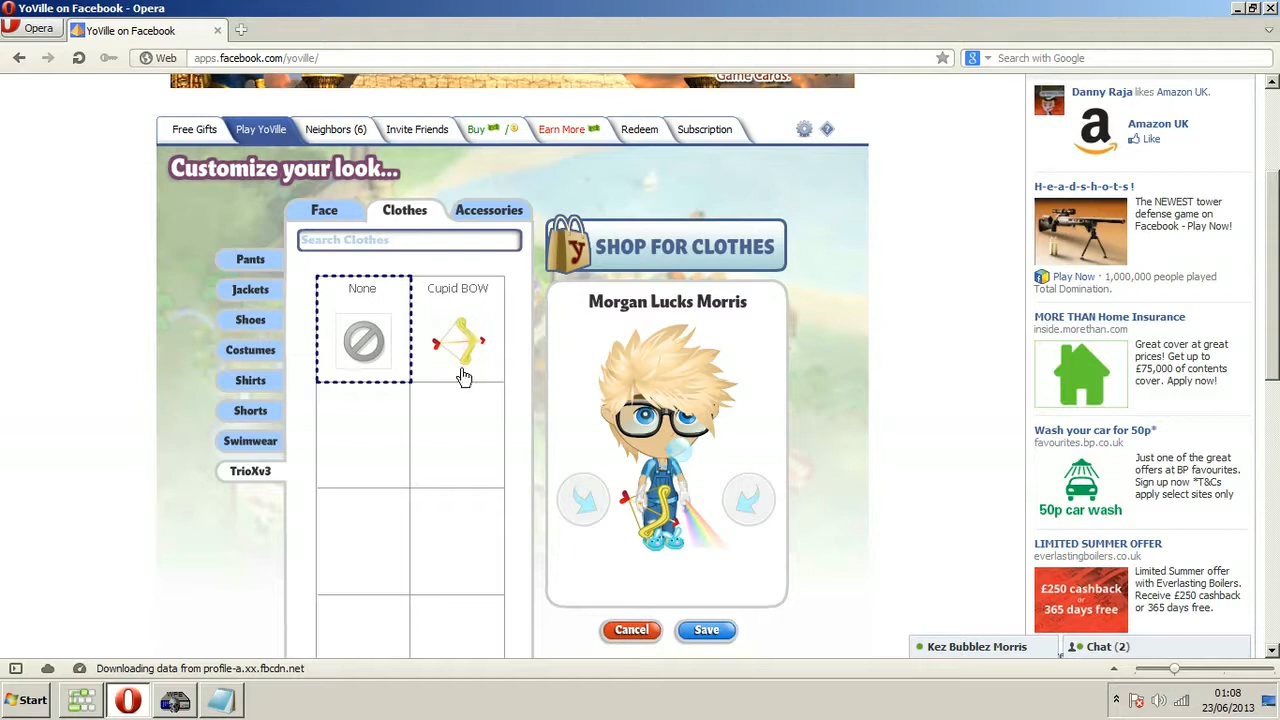 YoVille on Facebook - Opera
Opera
YoVille on Facebook
Web
apps.facebook.com/yoville/
Search with Google
Game Cards.
Free Gifts
Play YoVille
Neighbors (6)
Invite Friends
Buy /
Earn More
Redeem
Subscription
Customize your look...
Face
Clothes
Accessories
Search Clothes
Pants
Jackets
Shoes
Costumes
Shirts
Shorts
Swimwear
TrioXv3
None
Cupid BOW
y
SHOP FOR CLOTHES
Morgan Lucks Morris
Cancel
Save
Danny Raja likes Amazon UK.
a
Amazon UK
Like
H-e-a-d-s-h-o-t-s !
The NEWEST tower
defense game on
Facebook - Play Now!
Play Now · 1,000,000 people played
Total Domination.
MORE THAN Home Insurance
inside.morethan.com
Great cover at great
prices! Get up to
£75,000 of contents
cover. Apply now!
Wash your car for 50p*
favourites.bp.co.uk
50p car wash
Just one of the great
offers at BP favourites.
Sign up now *T&Cs
apply select sites only
LIMITED SUMMER OFFER
everlastingboilers.co.uk
£250 cashback
or
365 days free
Limited Summer offer
with Everlasting Boilers.
Receive £250 cashback
or 365 days free!
Kez Bubblez Morris
Chat (2)
Downloading data from profile-a.xx.fbcdn.net
Start
WPE
01:08
23/06/2013